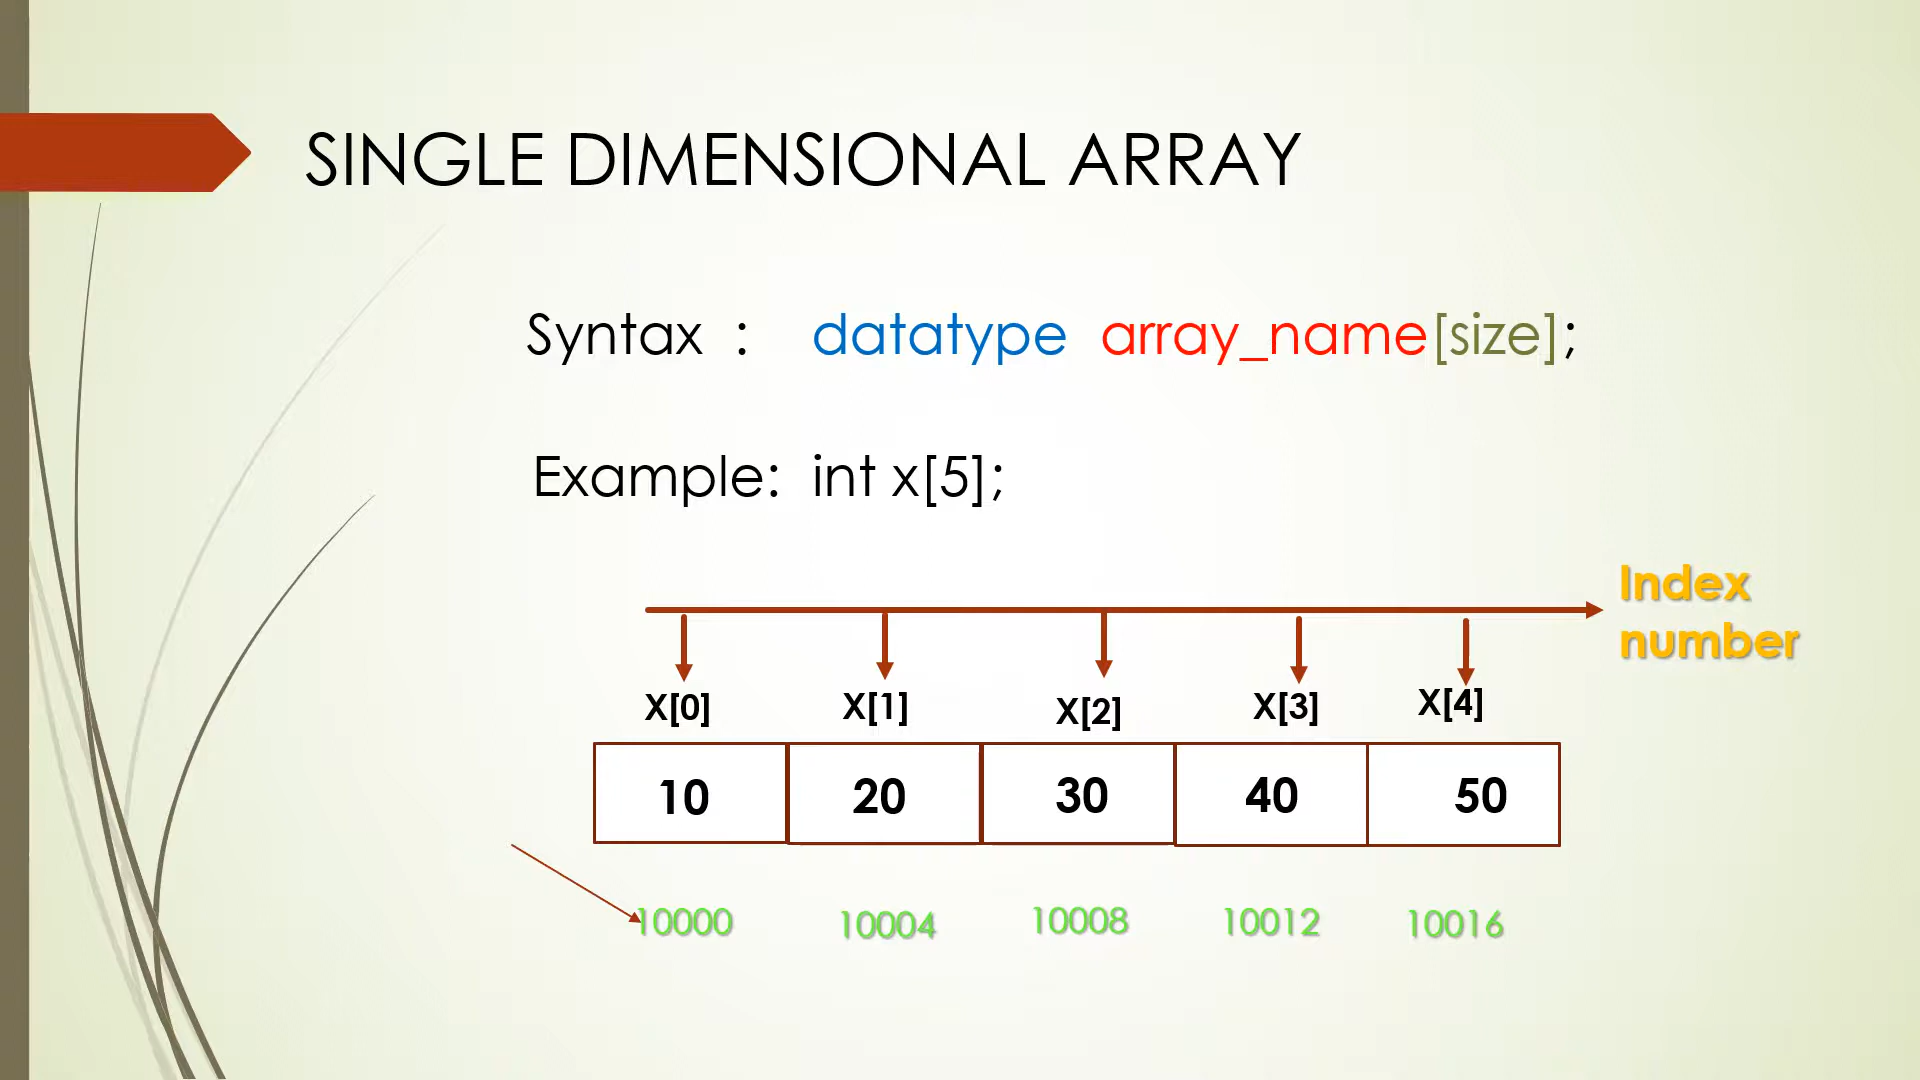 SINGLE DIMENSIONAL ARRAY
Syntax : datatype array_name[size];
Example: int x[5];
Index
number
X[0] X[1] X[2] X[3] X[4]
10 20 30 40 50
10000 10004 10008 10012 10016